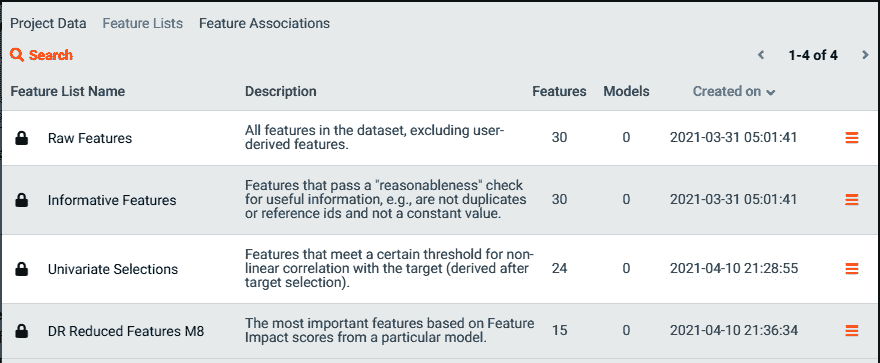 Project Data Feature Lists Feature Associations
Search < 1-4 of 4 >
Feature List Name Description Features Models Created on
Raw Features All features in the dataset, excluding user-
derived features. 30 0 2021-03-31 05:01:41
Informative Features Features that pass a "reasonableness" check
for useful information, e.g., are not duplicates
or reference ids and not a constant value. 30 0 2021-03-31 05:01:41
Univariate Selections Features that meet a certain threshold for non-
linear correlation with the target (derived after
target selection). 24 0 2021-04-10 21:28:55
DR Reduced Features M8 The most important features based on Feature
Impact scores from a particular model. 15 0 2021-04-10 21:36:34